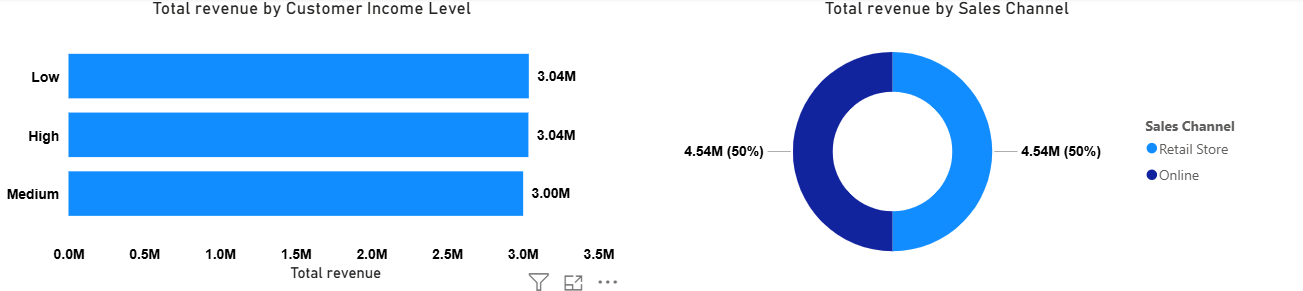 Total revenue by Customer Income Level
Low
3.04M
High
3.04M
Medium
3.00M
0.0M 0.5M 1.0M 1.5M 2.0M 2.5M 3.0M 3.5M
Total revenue
Total revenue by Sales Channel
4.54M (50%)
4.54M (50%)
Sales Channel
Retail Store
Online